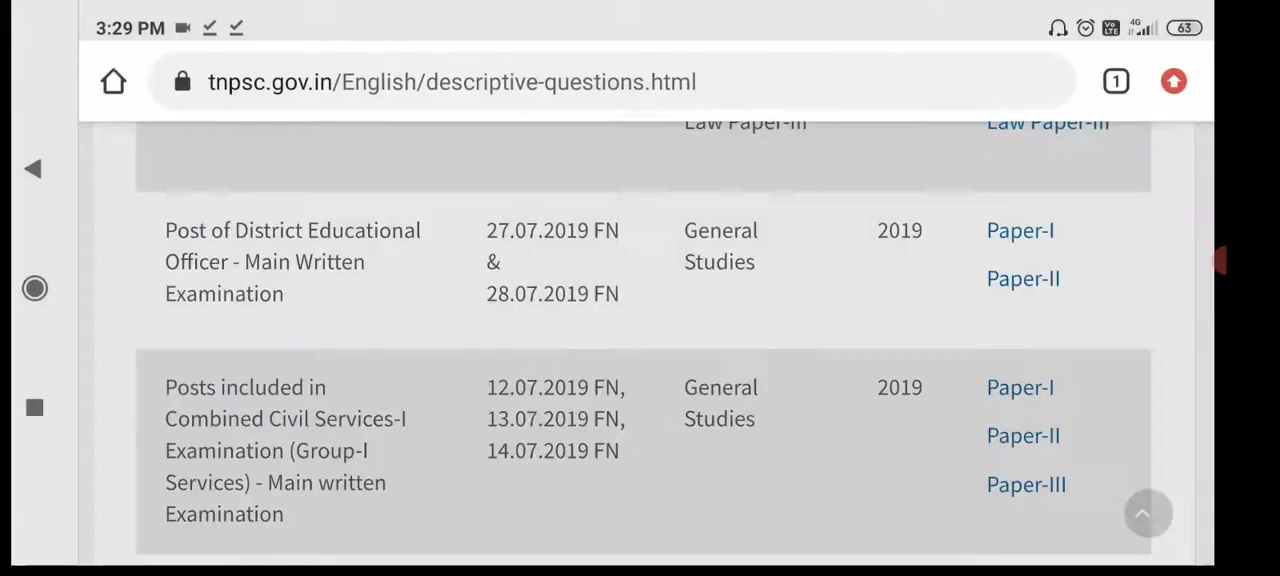 3:29 PM
Vo LTE
4G
63
tnpsc.gov.in/English/descriptive-questions.html
1
Law Paper-III
Law Paper-III
Post of District Educational
Officer - Main Written
Examination
27.07.2019 FN
&
28.07.2019 FN
General
Studies
2019
Paper-I
Paper-II
Posts included in
Combined Civil Services-I
Examination (Group-I
Services) - Main written
Examination
12.07.2019 FN,
13.07.2019 FN,
14.07.2019 FN
General
Studies
2019
Paper-I
Paper-II
Paper-III